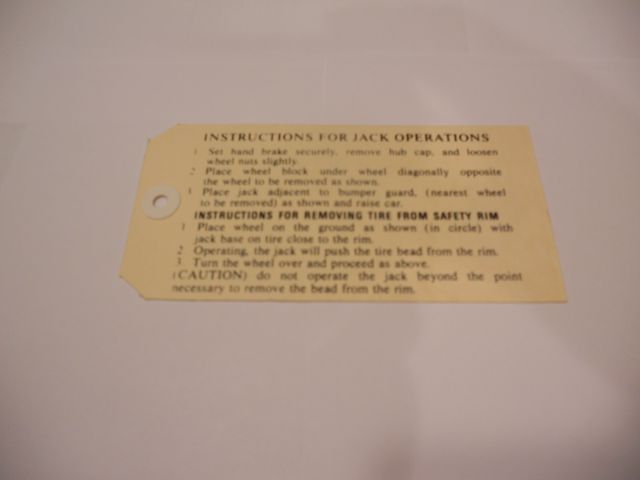 INSTRUCTIONS FOR JACK OPERATIONS
1 Set hand brake securely, remove hub cap, and loosen
wheel nuts slightly.
2 Place wheel block under wheel diagonally opposite
the wheel to be removed as shown.
Place jack adjacent to bumper guard, (nearest wheel
to be removed) as shown and raise car.
INSTRUCTIONS FOR REMOVING TIRE FROM SAFETY RIM
1 Place wheel on the ground as shown (in circle) with
jack base on tire close to the rim.
2 Operating, the jack will push the tire bead from the rim.
3 Turn the wheel over and proceed as above.
(CAUTION) do not operate the jack beyond the point
necessary to remove the bead from the rim.